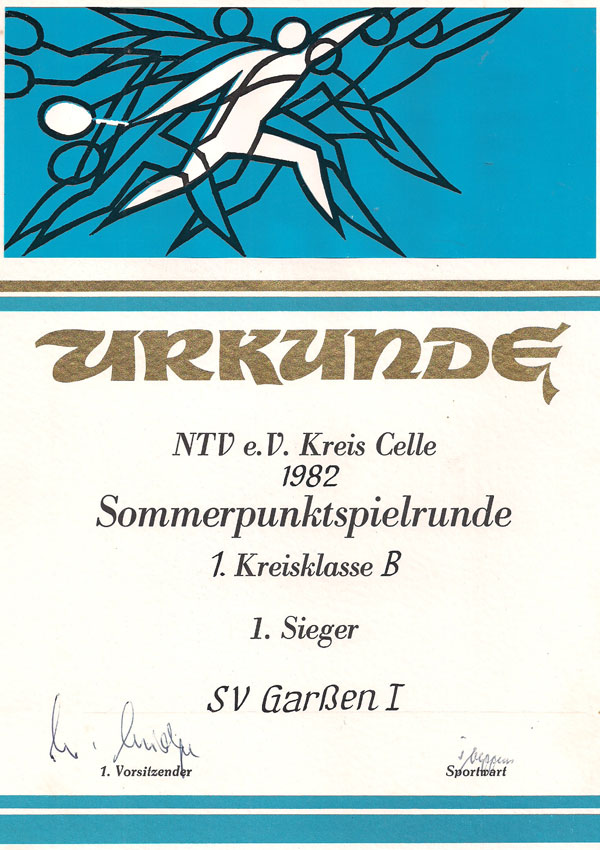 URKUNDE
NTV e.V. Kreis Celle
1982
Sommerpunktspielrunde
1. Kreisklasse B
1. Sieger
SV Garßen I
1. Vorsitzender
Sportwart